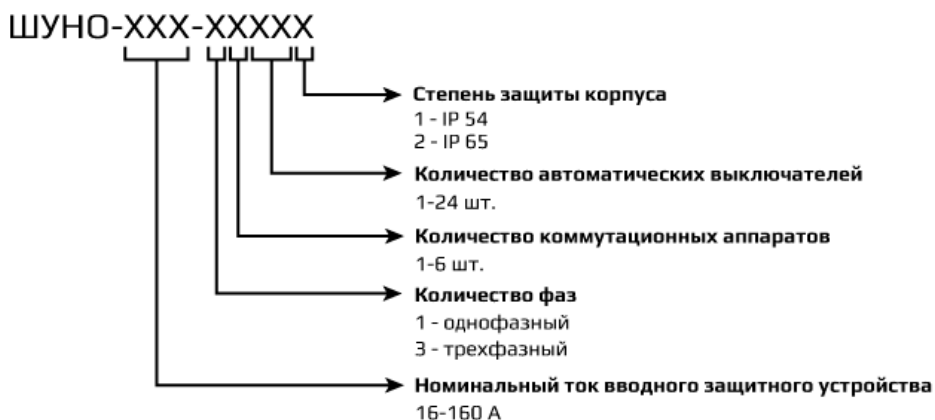 ШУНО-XXX-XXXXX
Степень защиты корпуса
1 - IP 54
2 - IP 65
Количество автоматических выключателей
1-24 шт.
Количество коммутационных аппаратов
1-6 шт.
Количество фаз
1 - однофазный
3 - трехфазный
Номинальный ток вводного защитного устройства
16-160 А